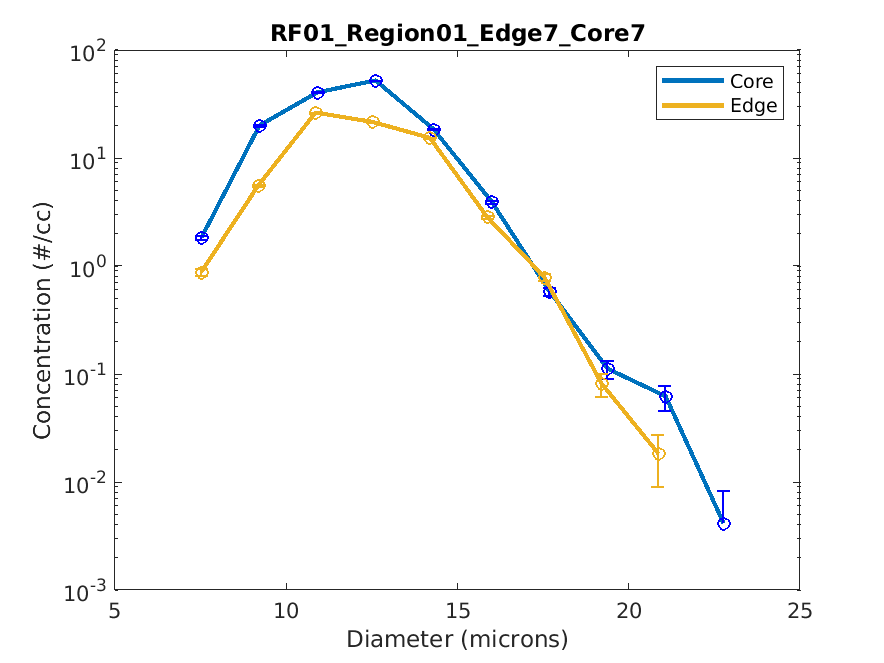 RF01_Region01_Edge7_Core7
Core
Edge
10^2
10^1
10^0
10^-1
10^-2
10^-3
Concentration (#/cc)
5 10 15 20 25
Diameter (microns)